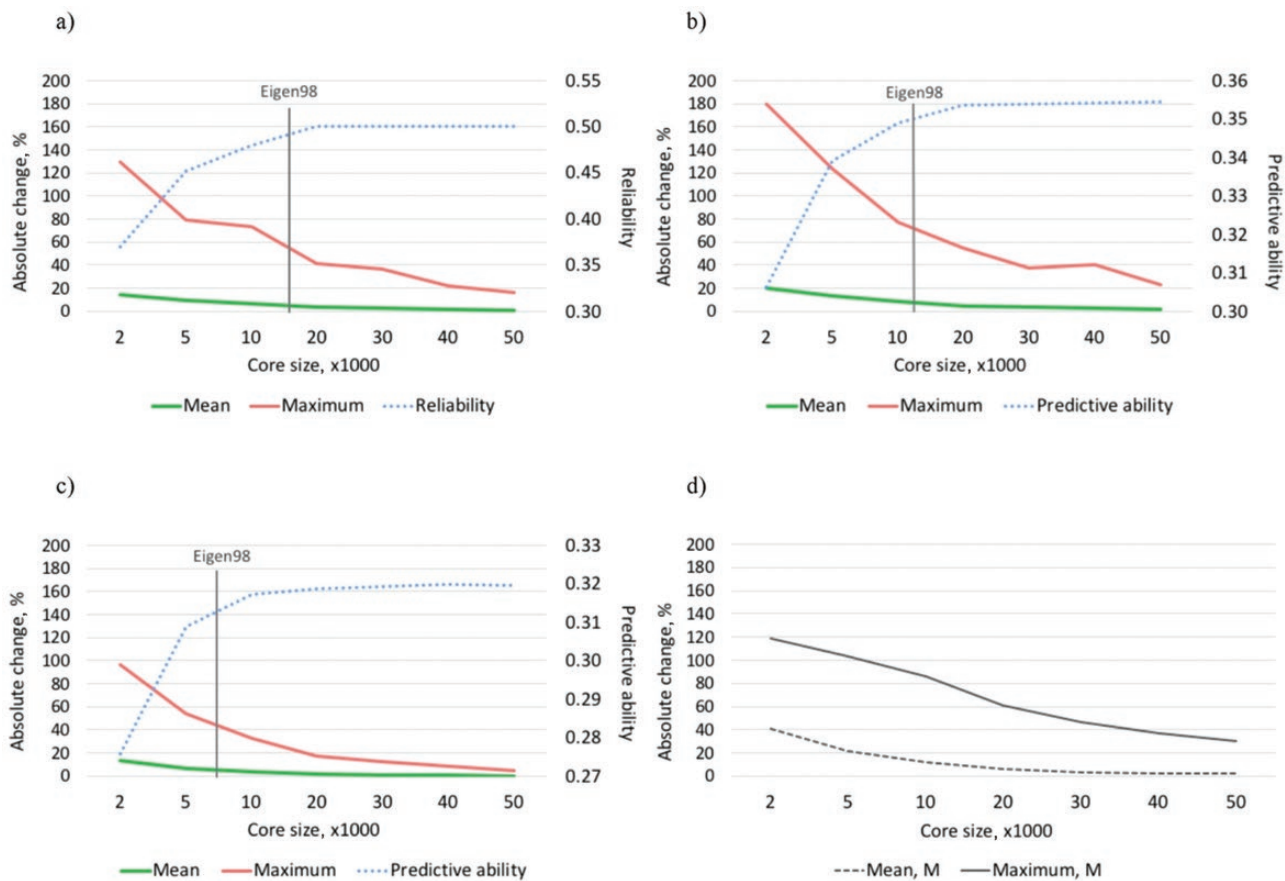 a)
200
180
160
140
120
100
80
60
40
20
0
Absolute change, %
Eigen98
0.55
0.50
0.45
0.40
0.35
0.30
Reliability
2 5 10 20 30 40 50
Core size, x1000
Mean Maximum Reliability
b)
200
180
160
140
120
100
80
60
40
20
0
Absolute change, %
Eigen98
0.36
0.35
0.34
0.33
0.32
0.31
0.30
Predictive ability
2 5 10 20 30 40 50
Core size, x1000
Mean Maximum Predictive ability
c)
200
180
160
140
120
100
80
60
40
20
0
Absolute change, %
Eigen98
0.33
0.32
0.31
0.30
0.29
0.28
0.27
Predictive ability
2 5 10 20 30 40 50
Core size, x1000
Mean Maximum Predictive ability
d)
200
180
160
140
120
100
80
60
40
20
0
Absolute change, %
2 5 10 20 30 40 50
Core size, x1000
Mean, M Maximum, M